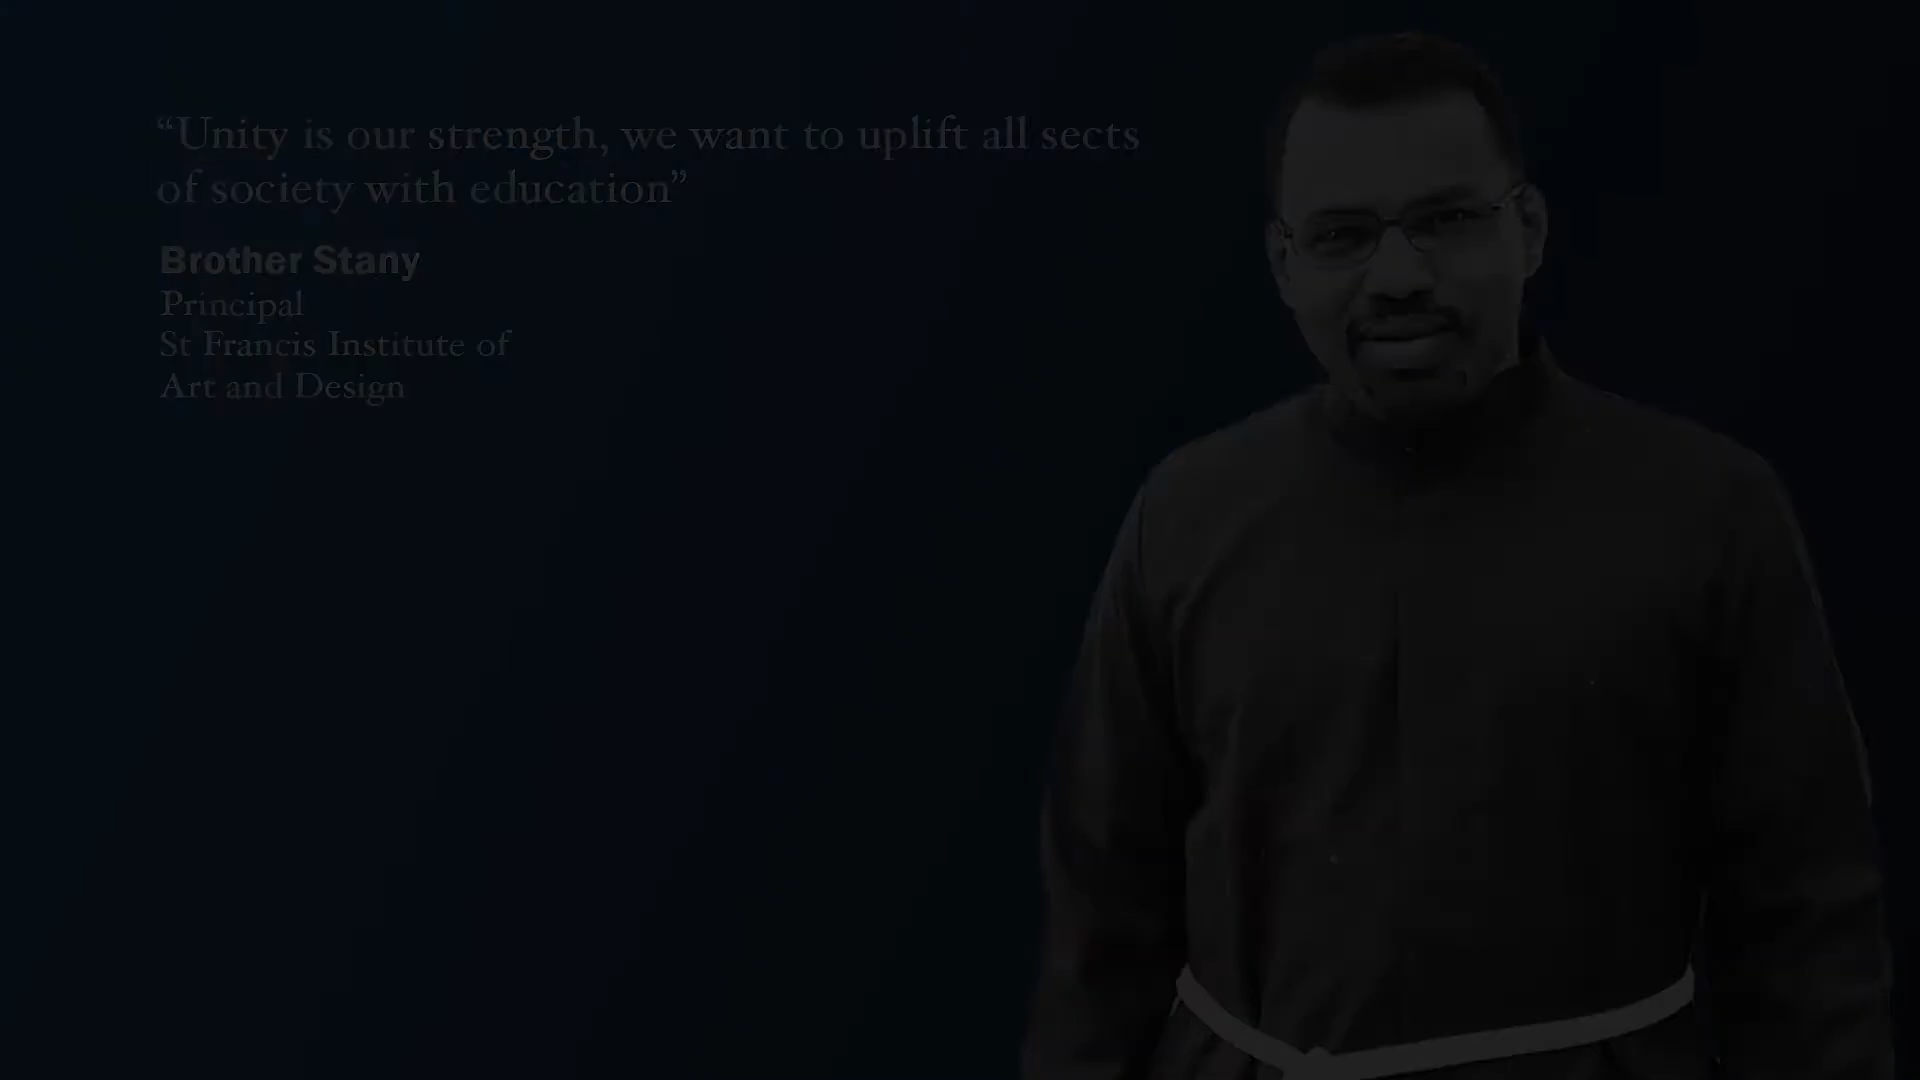 “Unity is our strength, we want to uplift all sects
of society with education”
Brother Stany
Principal
St Francis Institute of
Art and Design